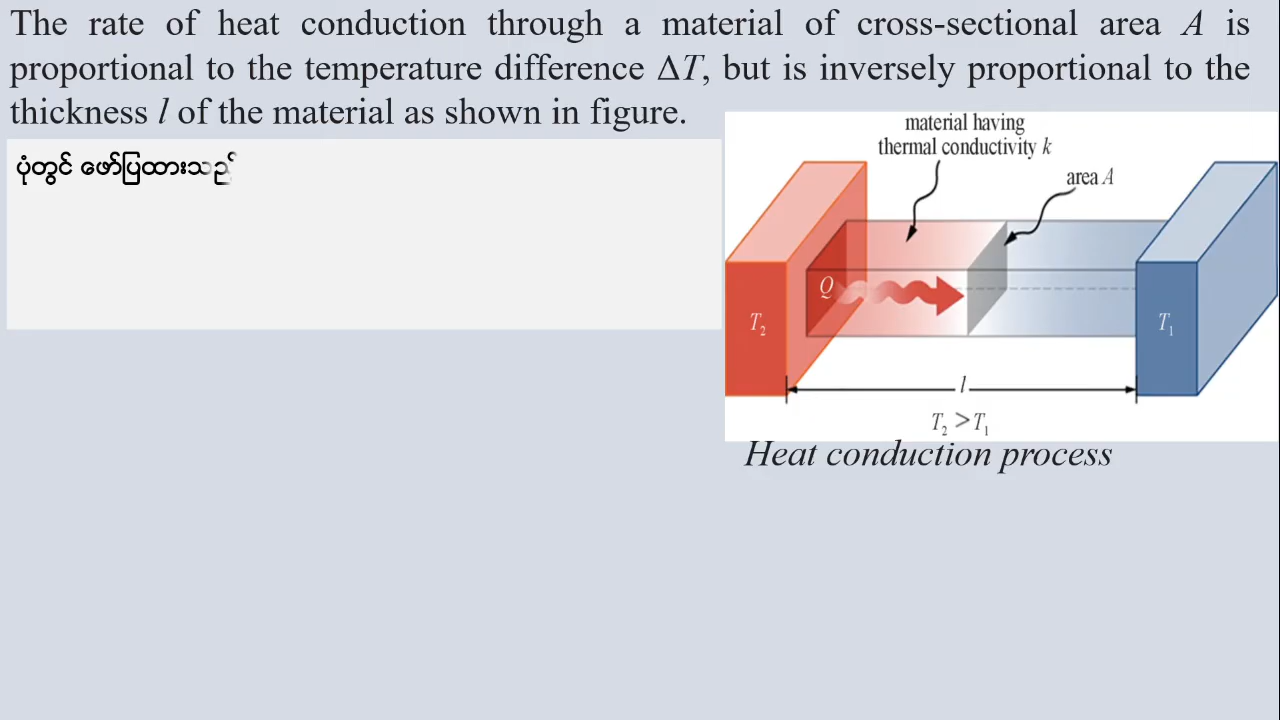 The rate of heat conduction through a material of cross-sectional area A is
proportional to the temperature difference ΔT, but is inversely proportional to the
thickness l of the material as shown in figure.
ပုံတွင် ဖော်ပြထားသည့်
material having
thermal conductivity k
area A
Q
T₂
T₁
l
T₂ > T₁
Heat conduction process